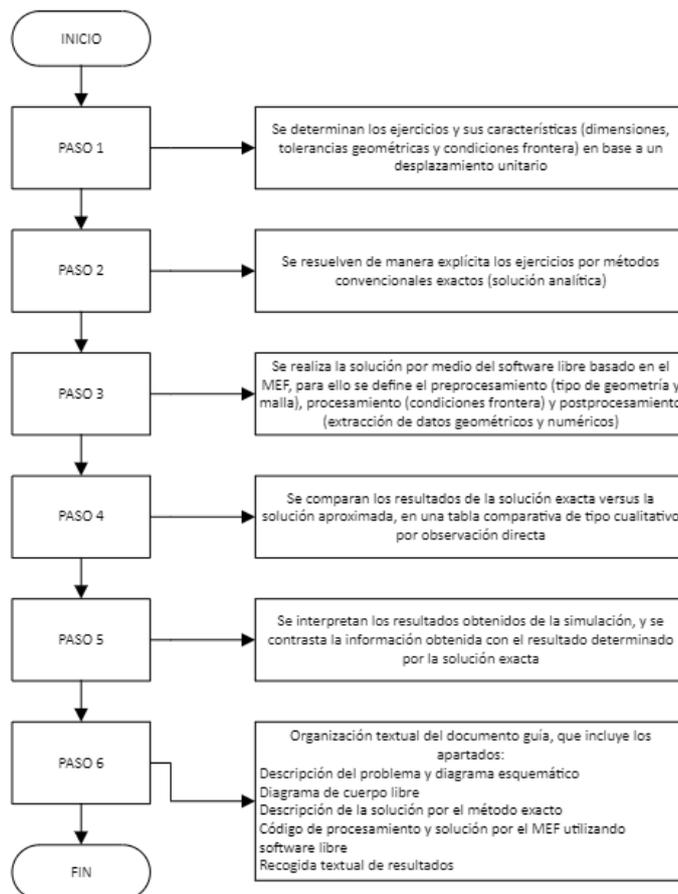 INICIO
PASO 1
Se determinan los ejercicios y sus características (dimensiones,
tolerancias geométricas y condiciones frontera) en base a un
desplazamiento unitario
PASO 2
Se resuelven de manera explícita los ejercicios por métodos
convencionales exactos (solución analítica)
PASO 3
Se realiza la solución por medio del software libre basado en el
MEF, para ello se define el preprocesamiento (tipo de geometría y
malla), procesamiento (condiciones frontera) y postprocesamiento
(extracción de datos geométricos y numéricos)
PASO 4
Se comparan los resultados de la solución exacta versus la
solución aproximada, en una tabla comparativa de tipo cualitativo
por observación directa
PASO 5
Se interpretan los resultados obtenidos de la simulación, y se
contrasta la información obtenida con el resultado determinado
por la solución exacta
PASO 6
Organización textual del documento guía, que incluye los
apartados:
Descripción del problema y diagrama esquemático
Diagrama de cuerpo libre
Descripción de la solución por el método exacto
Código de procesamiento y solución por el MEF utilizando
software libre
Recogida textual de resultados
FIN